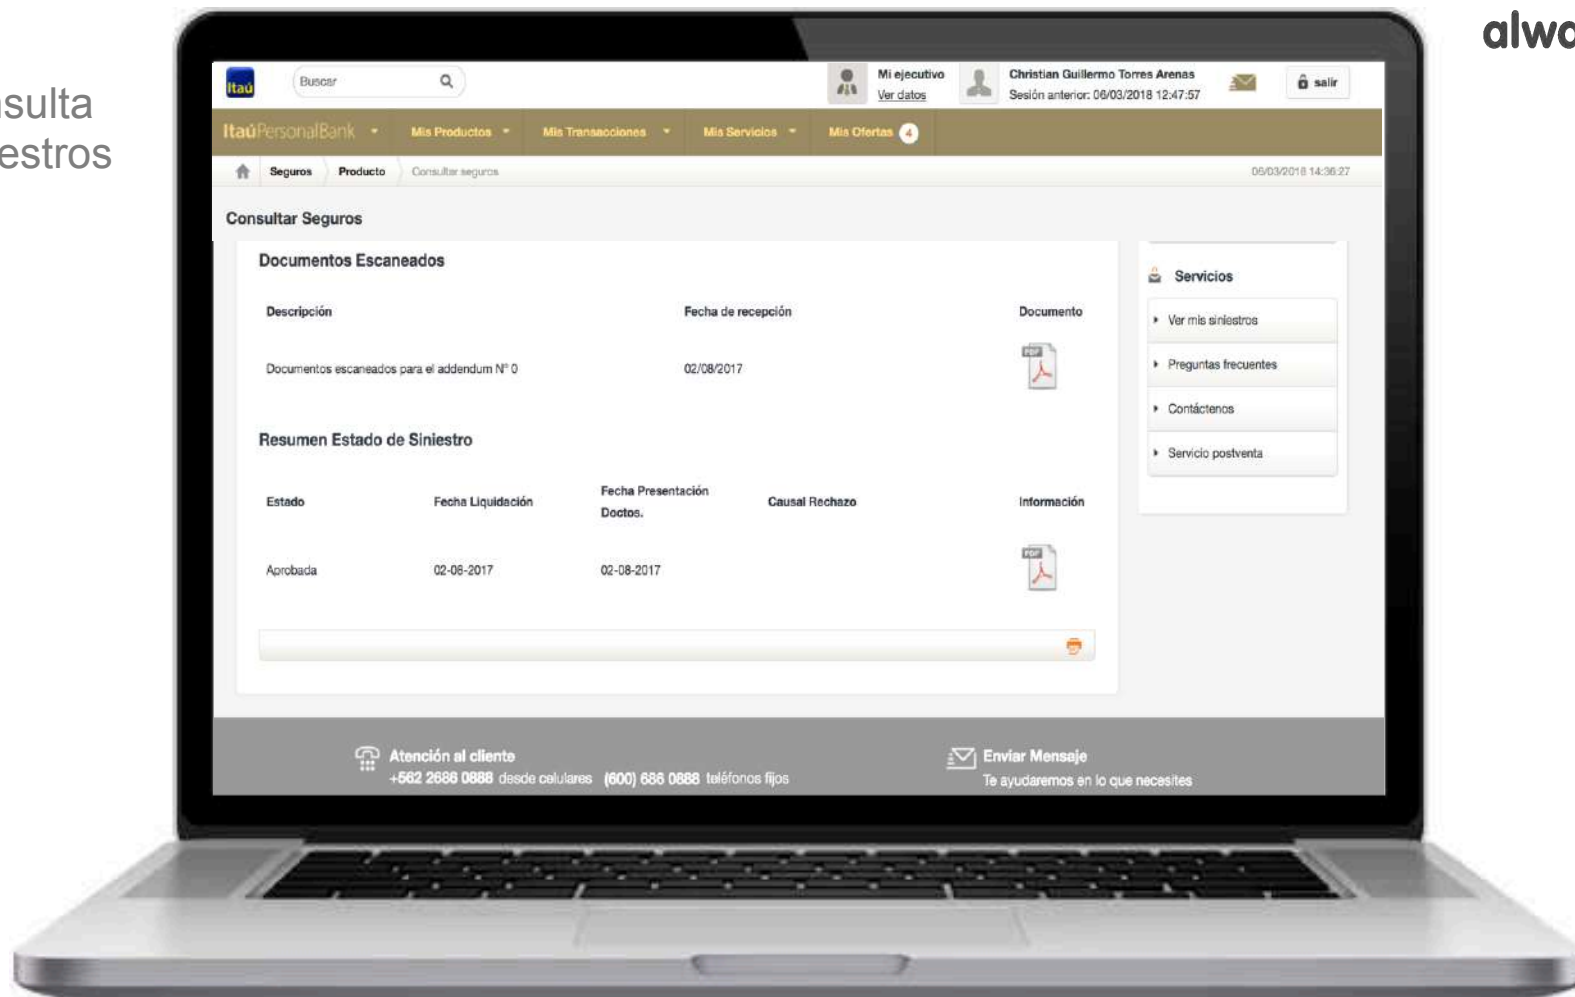 alwa
nsulta
estros
Itaú
Buscar
Mi ejecutivo
Ver datos
Christian Guillermo Torres Arenas
Sesión anterior: 06/03/2018 12:47:57
salir
ItaúPersonalBank
Mis Productos
Mis Transacciones
Mis Servicios
Mis Ofertas 4
Seguros
Producto
Consultar seguros
06/03/2018 14:36:27
Consultar Seguros
Documentos Escaneados
Descripción
Fecha de recepción
Documento
Documentos escaneados para el addendum N° 0
02/08/2017
PDF
Resumen Estado de Siniestro
Estado
Fecha Liquidación
Fecha Presentación
Doctos.
Causal Rechazo
Información
Aprobada
02-08-2017
02-08-2017
PDF
Servicios
Ver mis siniestros
Preguntas frecuentes
Contáctenos
Servicio postventa
Atención al cliente
+562 2686 0888 desde celulares (600) 686 0888 teléfonos fijos
Enviar Mensaje
Te ayudaremos en lo que necesites